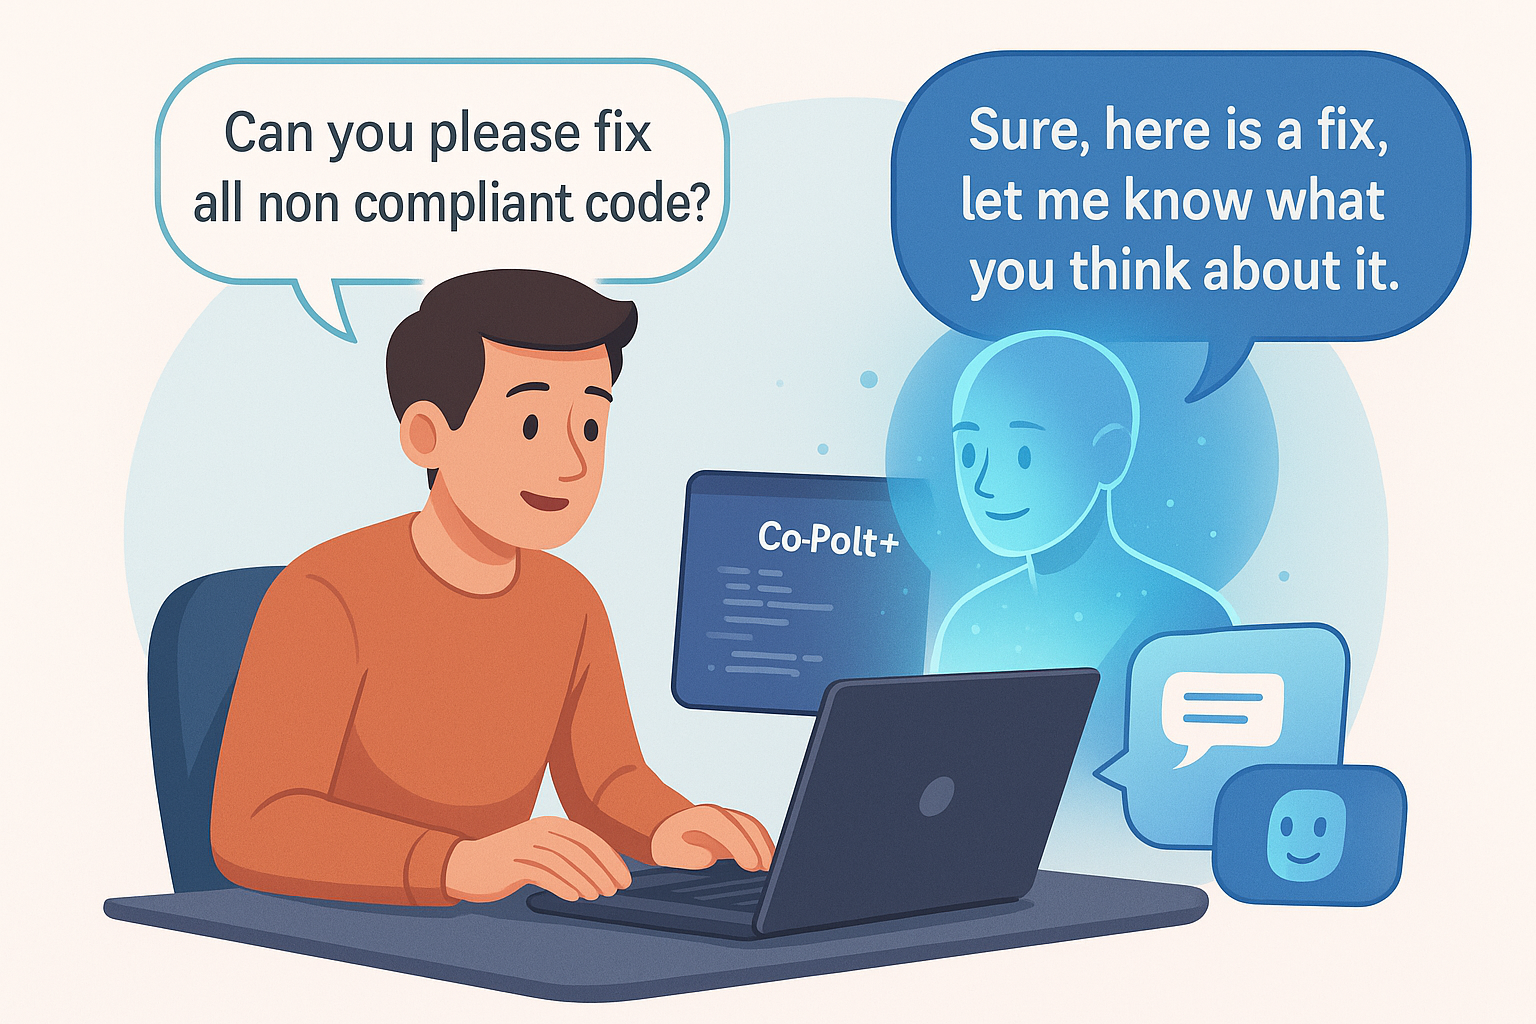 Can you please fix
all non compliant code?
Sure, here is a fix,
let me know what
you think about it.
Co-Polt+